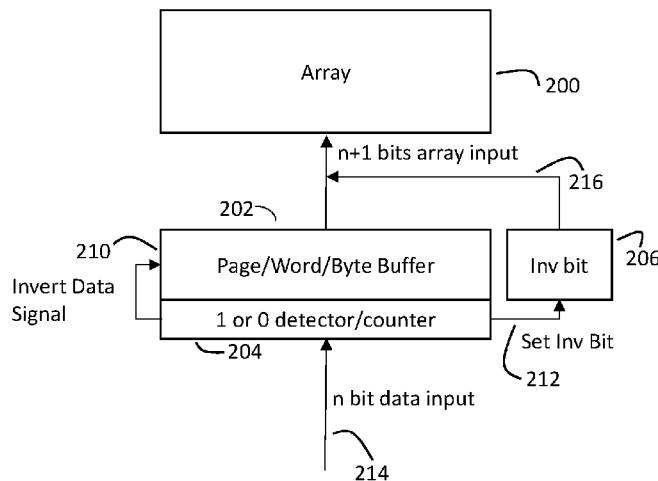 Array
200
n+1 bits array input
216
202
210
Page/Word/Byte Buffer
Inv bit
206
Invert Data
Signal
1 or 0 detector/counter
204
Set Inv Bit
212
n bit data input
214